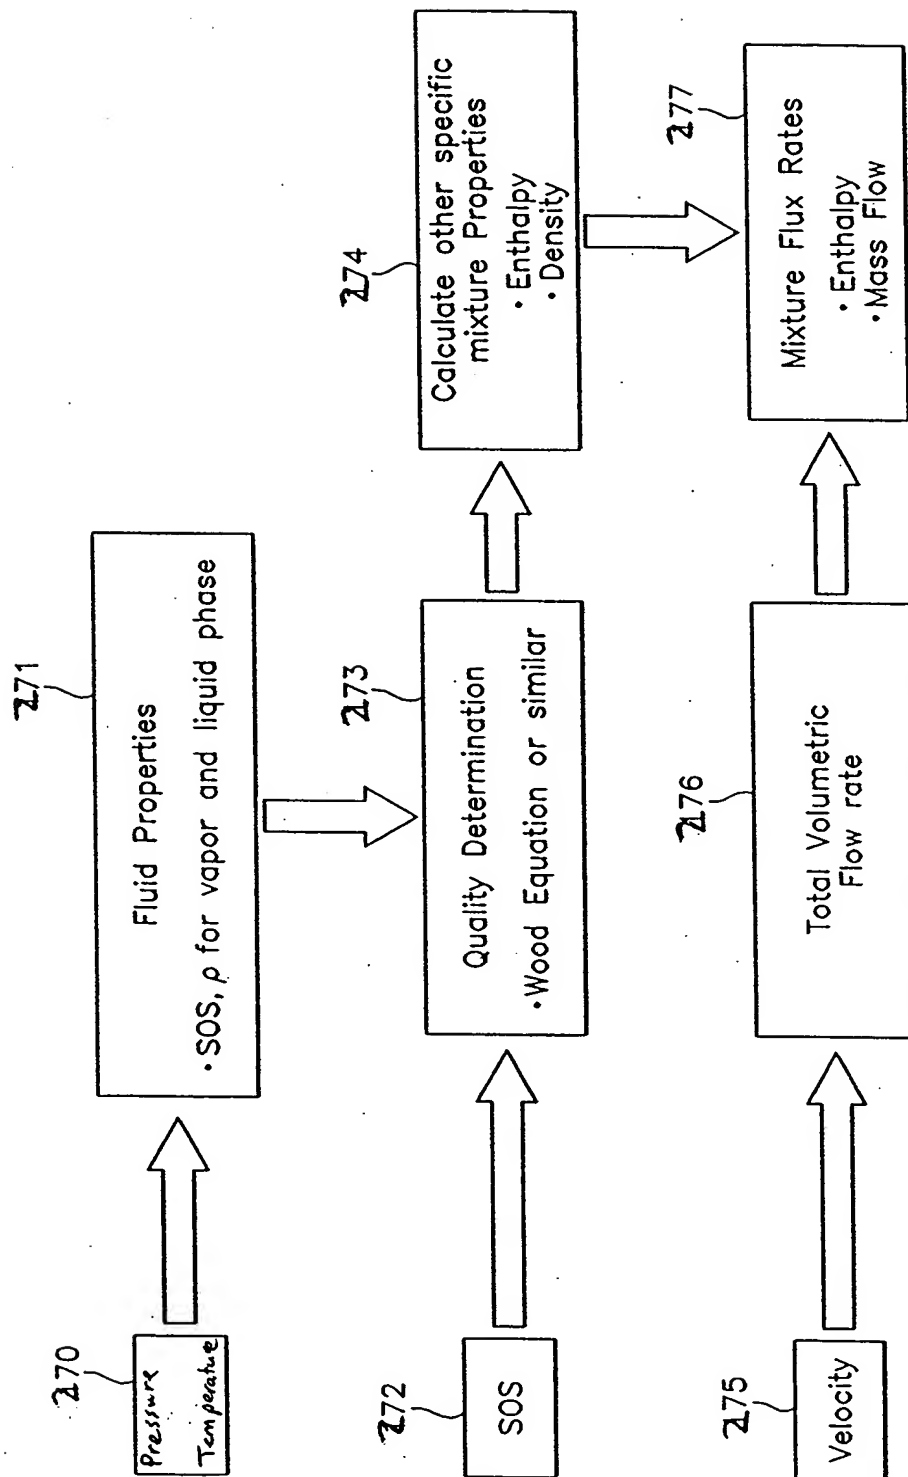 270
Pressure
Temperatue
271
Fluid Properties
• SOS, ρ for vapor and liquid phase
272
SOS
273
Quality Determination
• Wood Equation or similar
274
Calculate other specific
mixture Properties
• Enthalpy
• Density
275
Velocity
276
Total Volumetric
Flow rate
277
Mixture Flux Rates
• Enthalpy
• Mass Flow